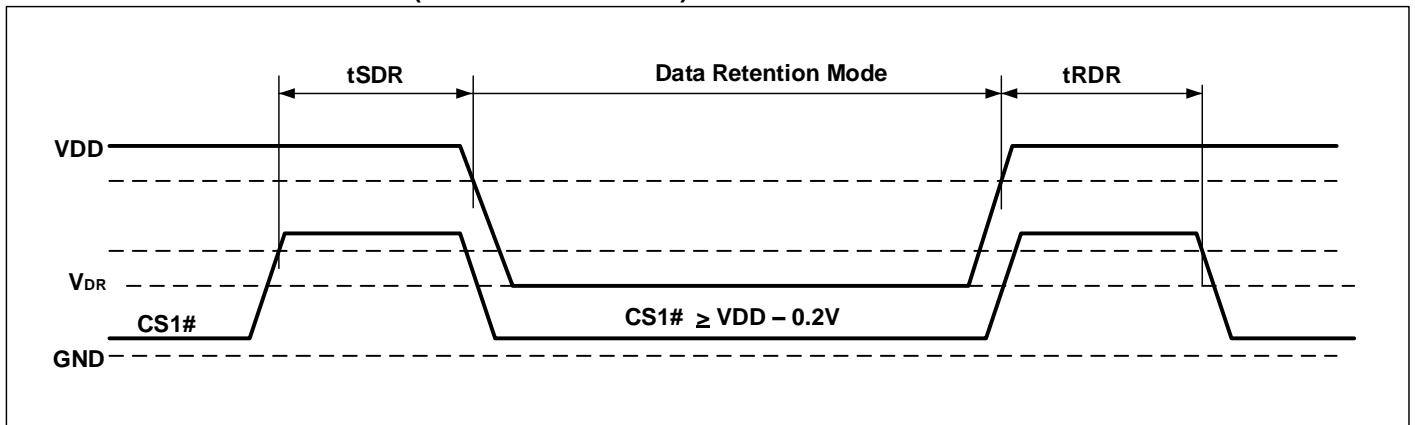 tSDR Data Retention Mode tRDR
VDD
VDR
CS1# CS1# ≥ VDD – 0.2V
GND